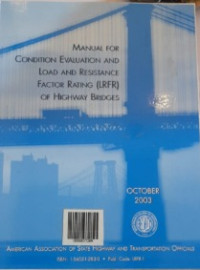 MANUAL FOR
CONDITION EVALUATION AND
LOAD AND RESISTANCE
FACTOR RATING (LRFR)
OF HIGHWAY BRIDGES
OCTOBER
2003
AMERICAN ASSOCIATION OF STATE HIGHWAY AND TRANSPORTATION OFFICIALS